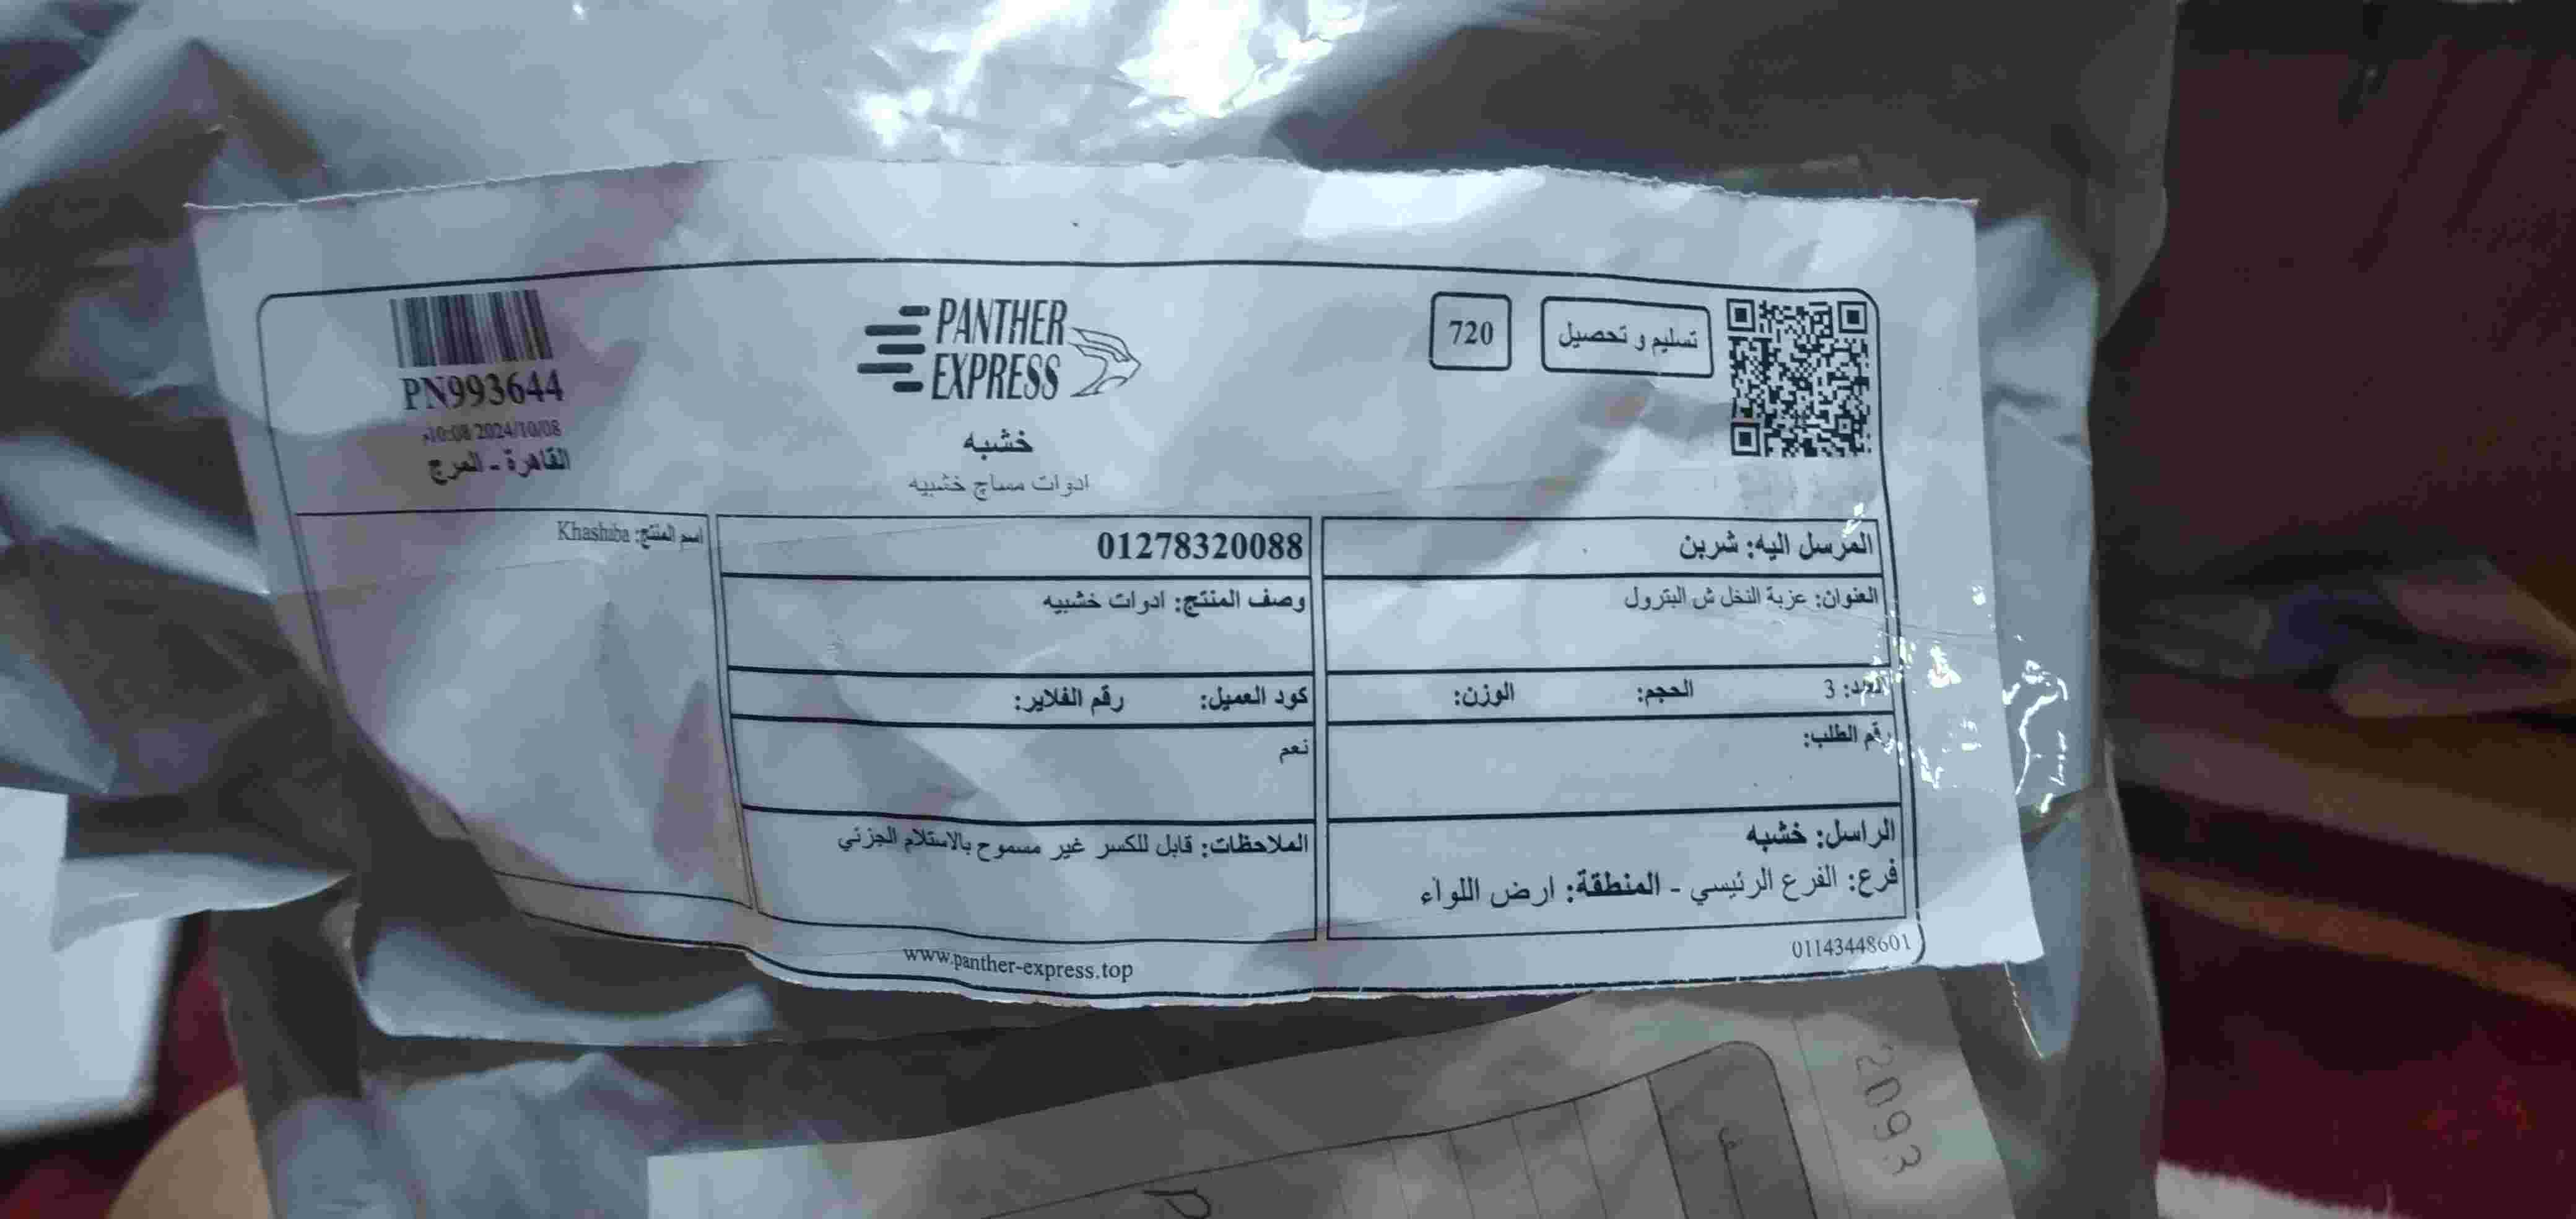 تسليم و تحصيل
720
PANTHER
EXPRESS
خشبه
ادوات مساج خشبيه
PN993644
10:08 2024/10/08م
القاهرة - المرج
المرسل اليه: شربن
01278320088
اسم المنتج: Khashaba
العنوان: عزبة النخل ش البترول
وصف المنتج: ادوات خشبيه
العدد: 3 الحجم: الوزن:
كود العميل: رقم الفلاير:
رقم الطلب:
نعم
الراسل: خشبه
فرع: الفرع الرئيسي - المنطقة: ارض اللواء
الملاحظات: قابل للكسر غير مسموح بالاستلام الجزئي
01143448601
www.panther-express.top
2093